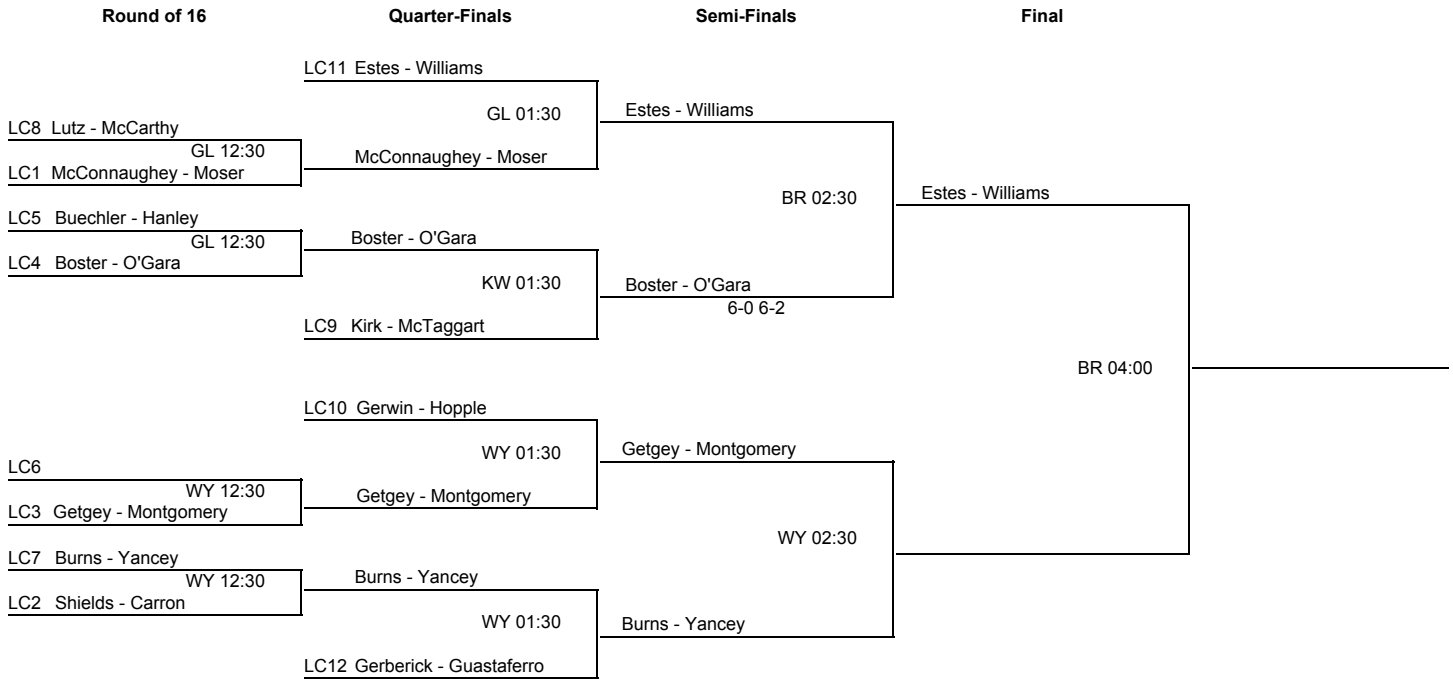 Round of 16
Quarter-Finals
Semi-Finals
Final
LC11 Estes - Williams
GL 01:30
Estes - Williams
LC8 Lutz - McCarthy
GL 12:30
McConnaughey - Moser
LC1 McConnaughey - Moser
BR 02:30
Estes - Williams
LC5 Buechler - Hanley
GL 12:30
Boster - O'Gara
LC4 Boster - O'Gara
KW 01:30
Boster - O'Gara
6-0 6-2
LC9 Kirk - McTaggart
BR 04:00
LC10 Gerwin - Hopple
WY 01:30
Getgey - Montgomery
LC6
WY 12:30
Getgey - Montgomery
LC3 Getgey - Montgomery
WY 02:30
LC7 Burns - Yancey
WY 12:30
Burns - Yancey
LC2 Shields - Carron
WY 01:30
Burns - Yancey
LC12 Gerberick - Guastaferro